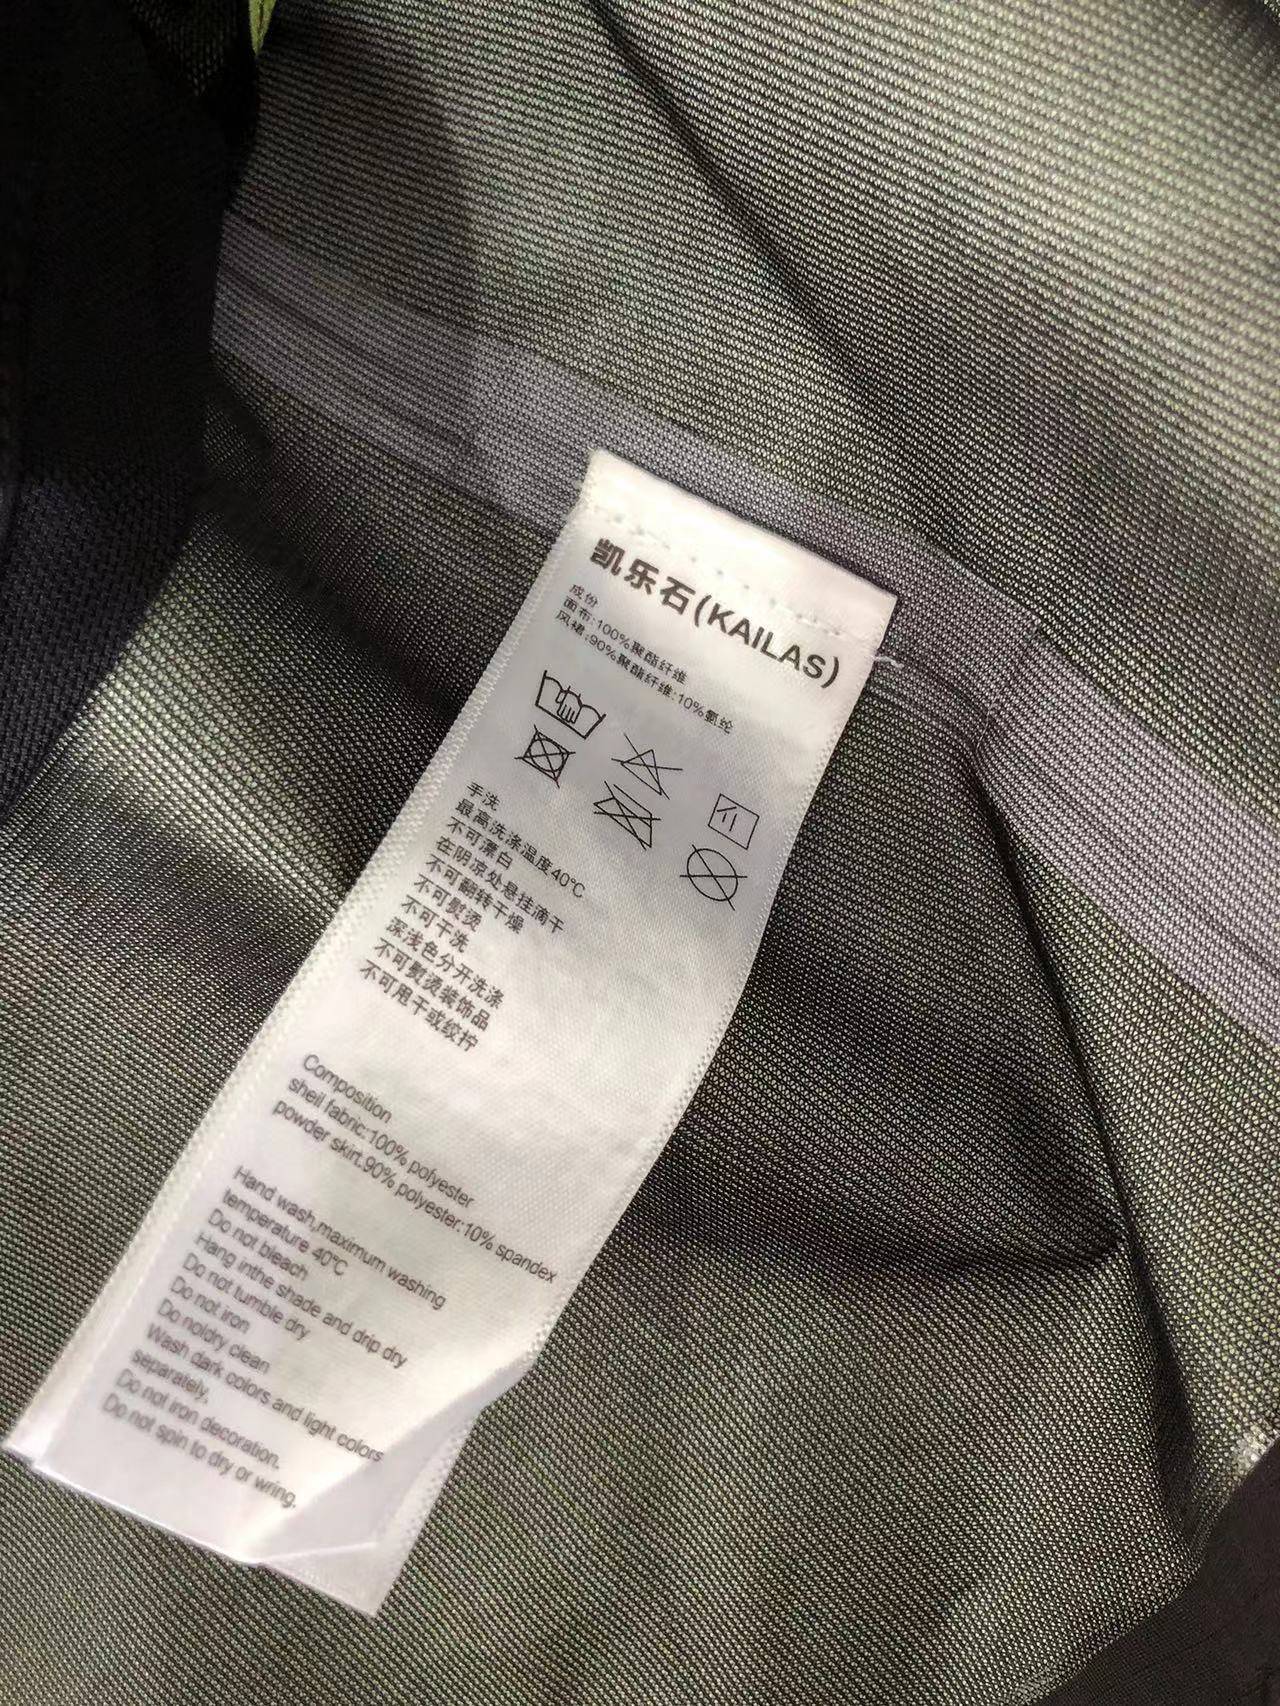 凯乐石(KAILAS)
成份
面布:100%聚酯纤维
风裙:90%聚酯纤维:10%氨纶
手洗
最高洗涤温度40℃
不可漂白
在阴凉处悬挂滴干
不可翻转干燥
不可熨烫
不可干洗
深浅色分开洗涤
不可熨烫装饰品
不可甩干或绞拧
Composition
shell fabric:100% polyester
powder skirt:90% polyester:10% spandex
Hand wash,maximum washing
temperature 40℃
Do not bleach
Hang inthe shade and drip dry
Do not tumble dry
Do not iron
Do notdry clean
Wash dark colors and light colors
separately.
Do not iron decoration.
Do not spin to dry or wring.